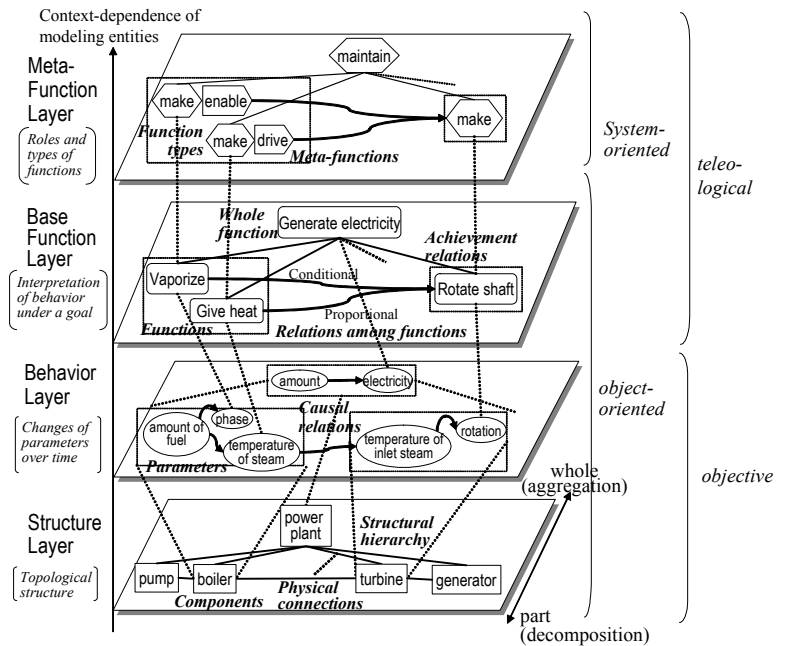 Context-dependence of
modeling entities
Meta-
Function
Layer
Roles and
types of
functions
maintain
make
enable
Function
types
make
drive
Meta-functions
make
System-
oriented
teleo-
logical
Base
Function
Layer
Interpretation
of behavior
under a goal
Whole
function
Generate electricity
Achievement
relations
Vaporize
Conditional
Rotate shaft
Give heat
Proportional
Functions
Relations among functions
Behavior
Layer
Changes of
parameters
over time
amount
electricity
Causal
relations
amount of
fuel
phase
temperature
of steam
Parameters
temperature of
inlet steam
rotation
object-
oriented
whole
(aggregation)
objective
Structure
Layer
Topological
structure
power
plant
Structural
hierarchy
pump
boiler
turbine
generator
Components
Physical
connections
part
(decomposition)